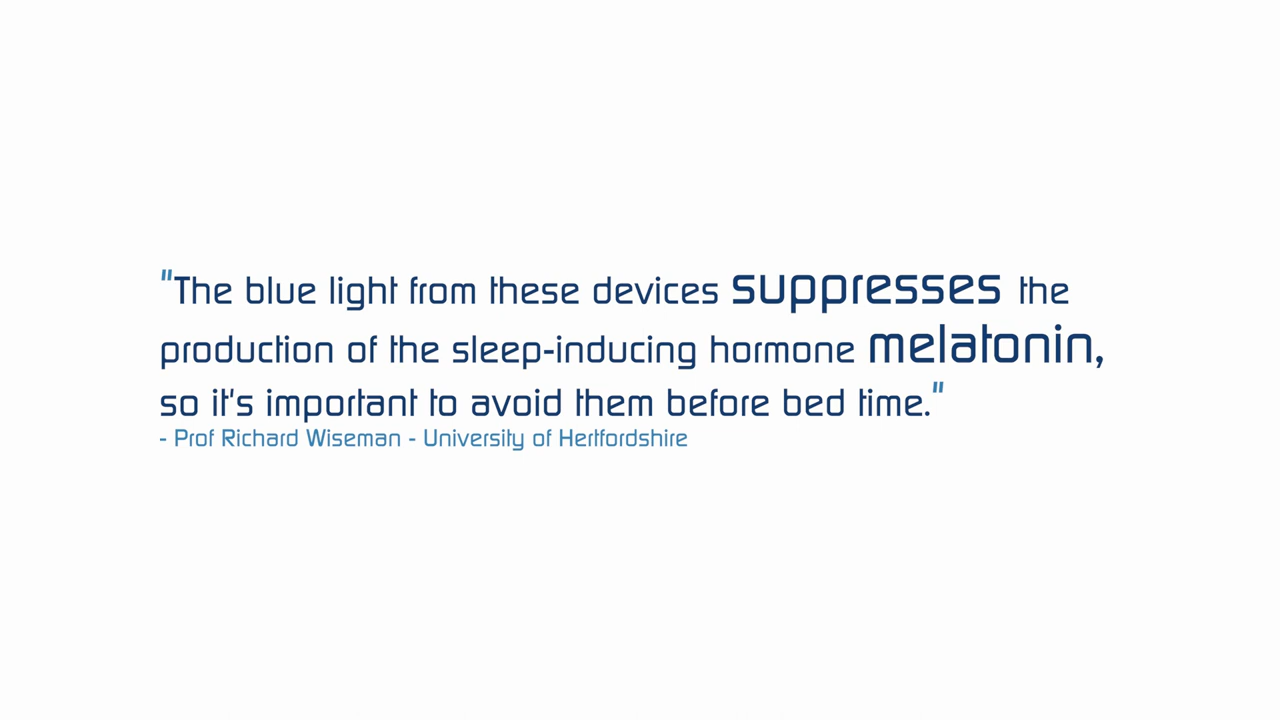 "The blue light from these devices suppresses the
production of the sleep-inducing hormone melatonin,
so it's important to avoid them before bed time."
- Prof Richard Wiseman - University of Hertfordshire